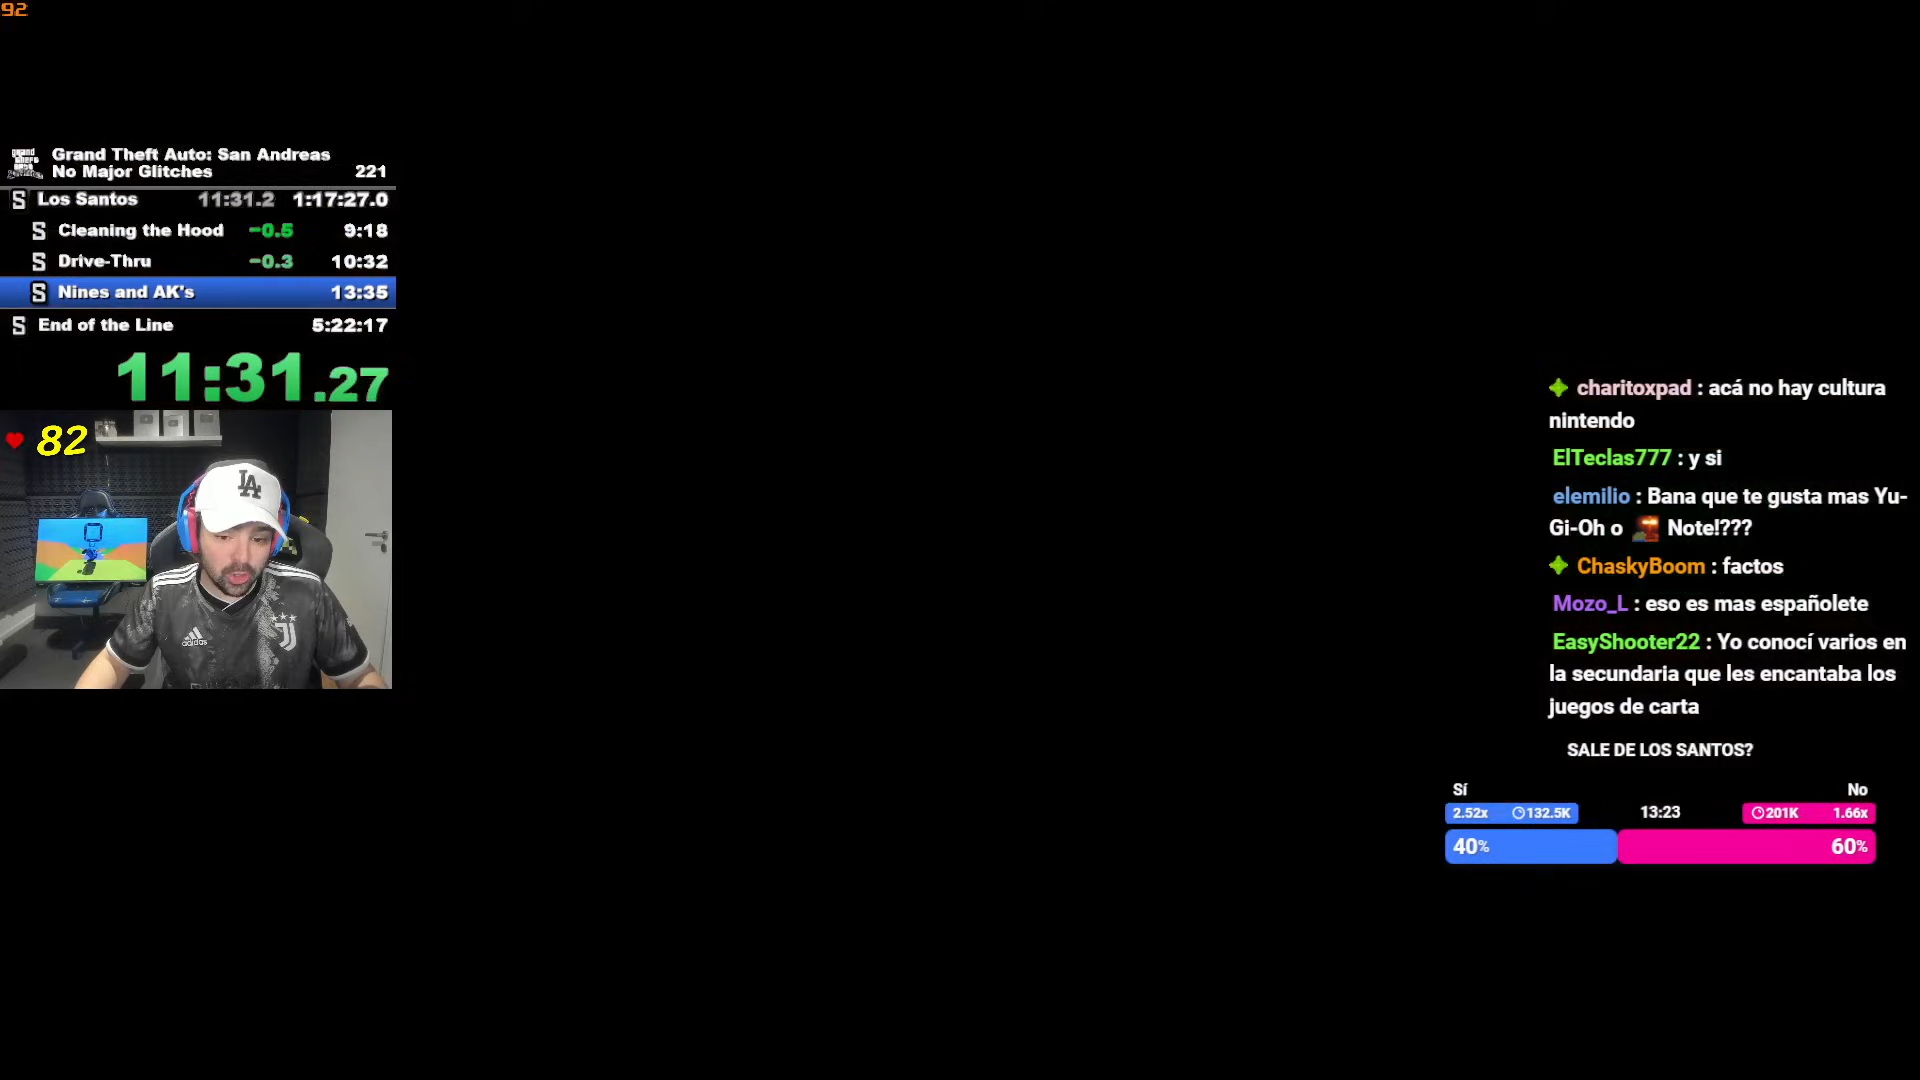 92
Grand Theft Auto: San Andreas
No Major Glitches 221
Los Santos 11:31.2 1:17:27.0
Cleaning the Hood -0.5 9:18
Drive-Thru -0.3 10:32
Nines and AK's 13:35
End of the Line 5:22:17
11:31.27
82
LA
adidas
charitoxpad : acá no hay cultura
nintendo
ElTeclas777 : y si
elemilio : Bana que te gusta mas Yu-
Gi-Oh o Note!???
ChaskyBoom : factos
Mozo_L : eso es mas españolete
EasyShooter22 : Yo conocí varios en
la secundaria que les encantaba los
juegos de carta
SALE DE LOS SANTOS?
Sí No
2.52x 132.5K 13:23 201K 1.66x
40% 60%